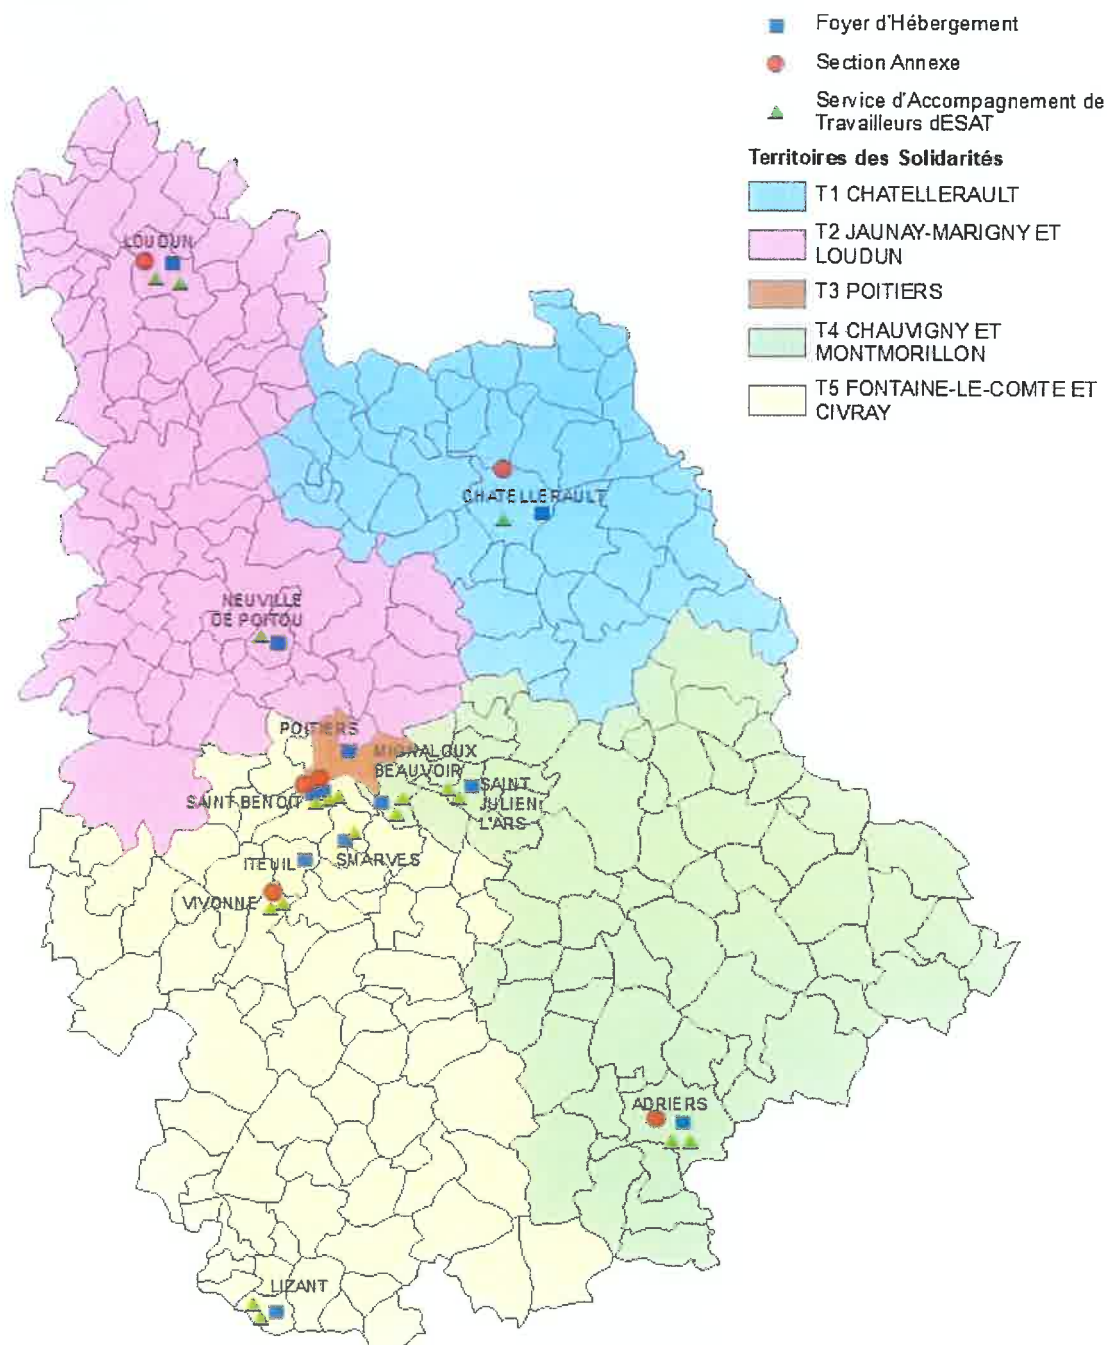 Foyer d'Hébergement
Section Annexe
Service d'Accompagnement de
Travailleurs dESAT
Territoires des Solidarités
T1 CHATELLERAULT
T2 JAUNAY-MARIGNY ET
LOUDUN
T3 POITIERS
T4 CHAUVIGNY ET
MONTMORILLON
T5 FONTAINE-LE-COMTE ET
CIVRAY
LOUDUN
CHATELLERAULT
NEUVILLE
DE POITOU
POITIERS
MIGNALOUX
BEAUVOIR
SAINT BENOIT
SAINT
JULIEN
L'ARS
ITEUIL
SMARVES
VIVONNE
ADRIERS
LIZANT